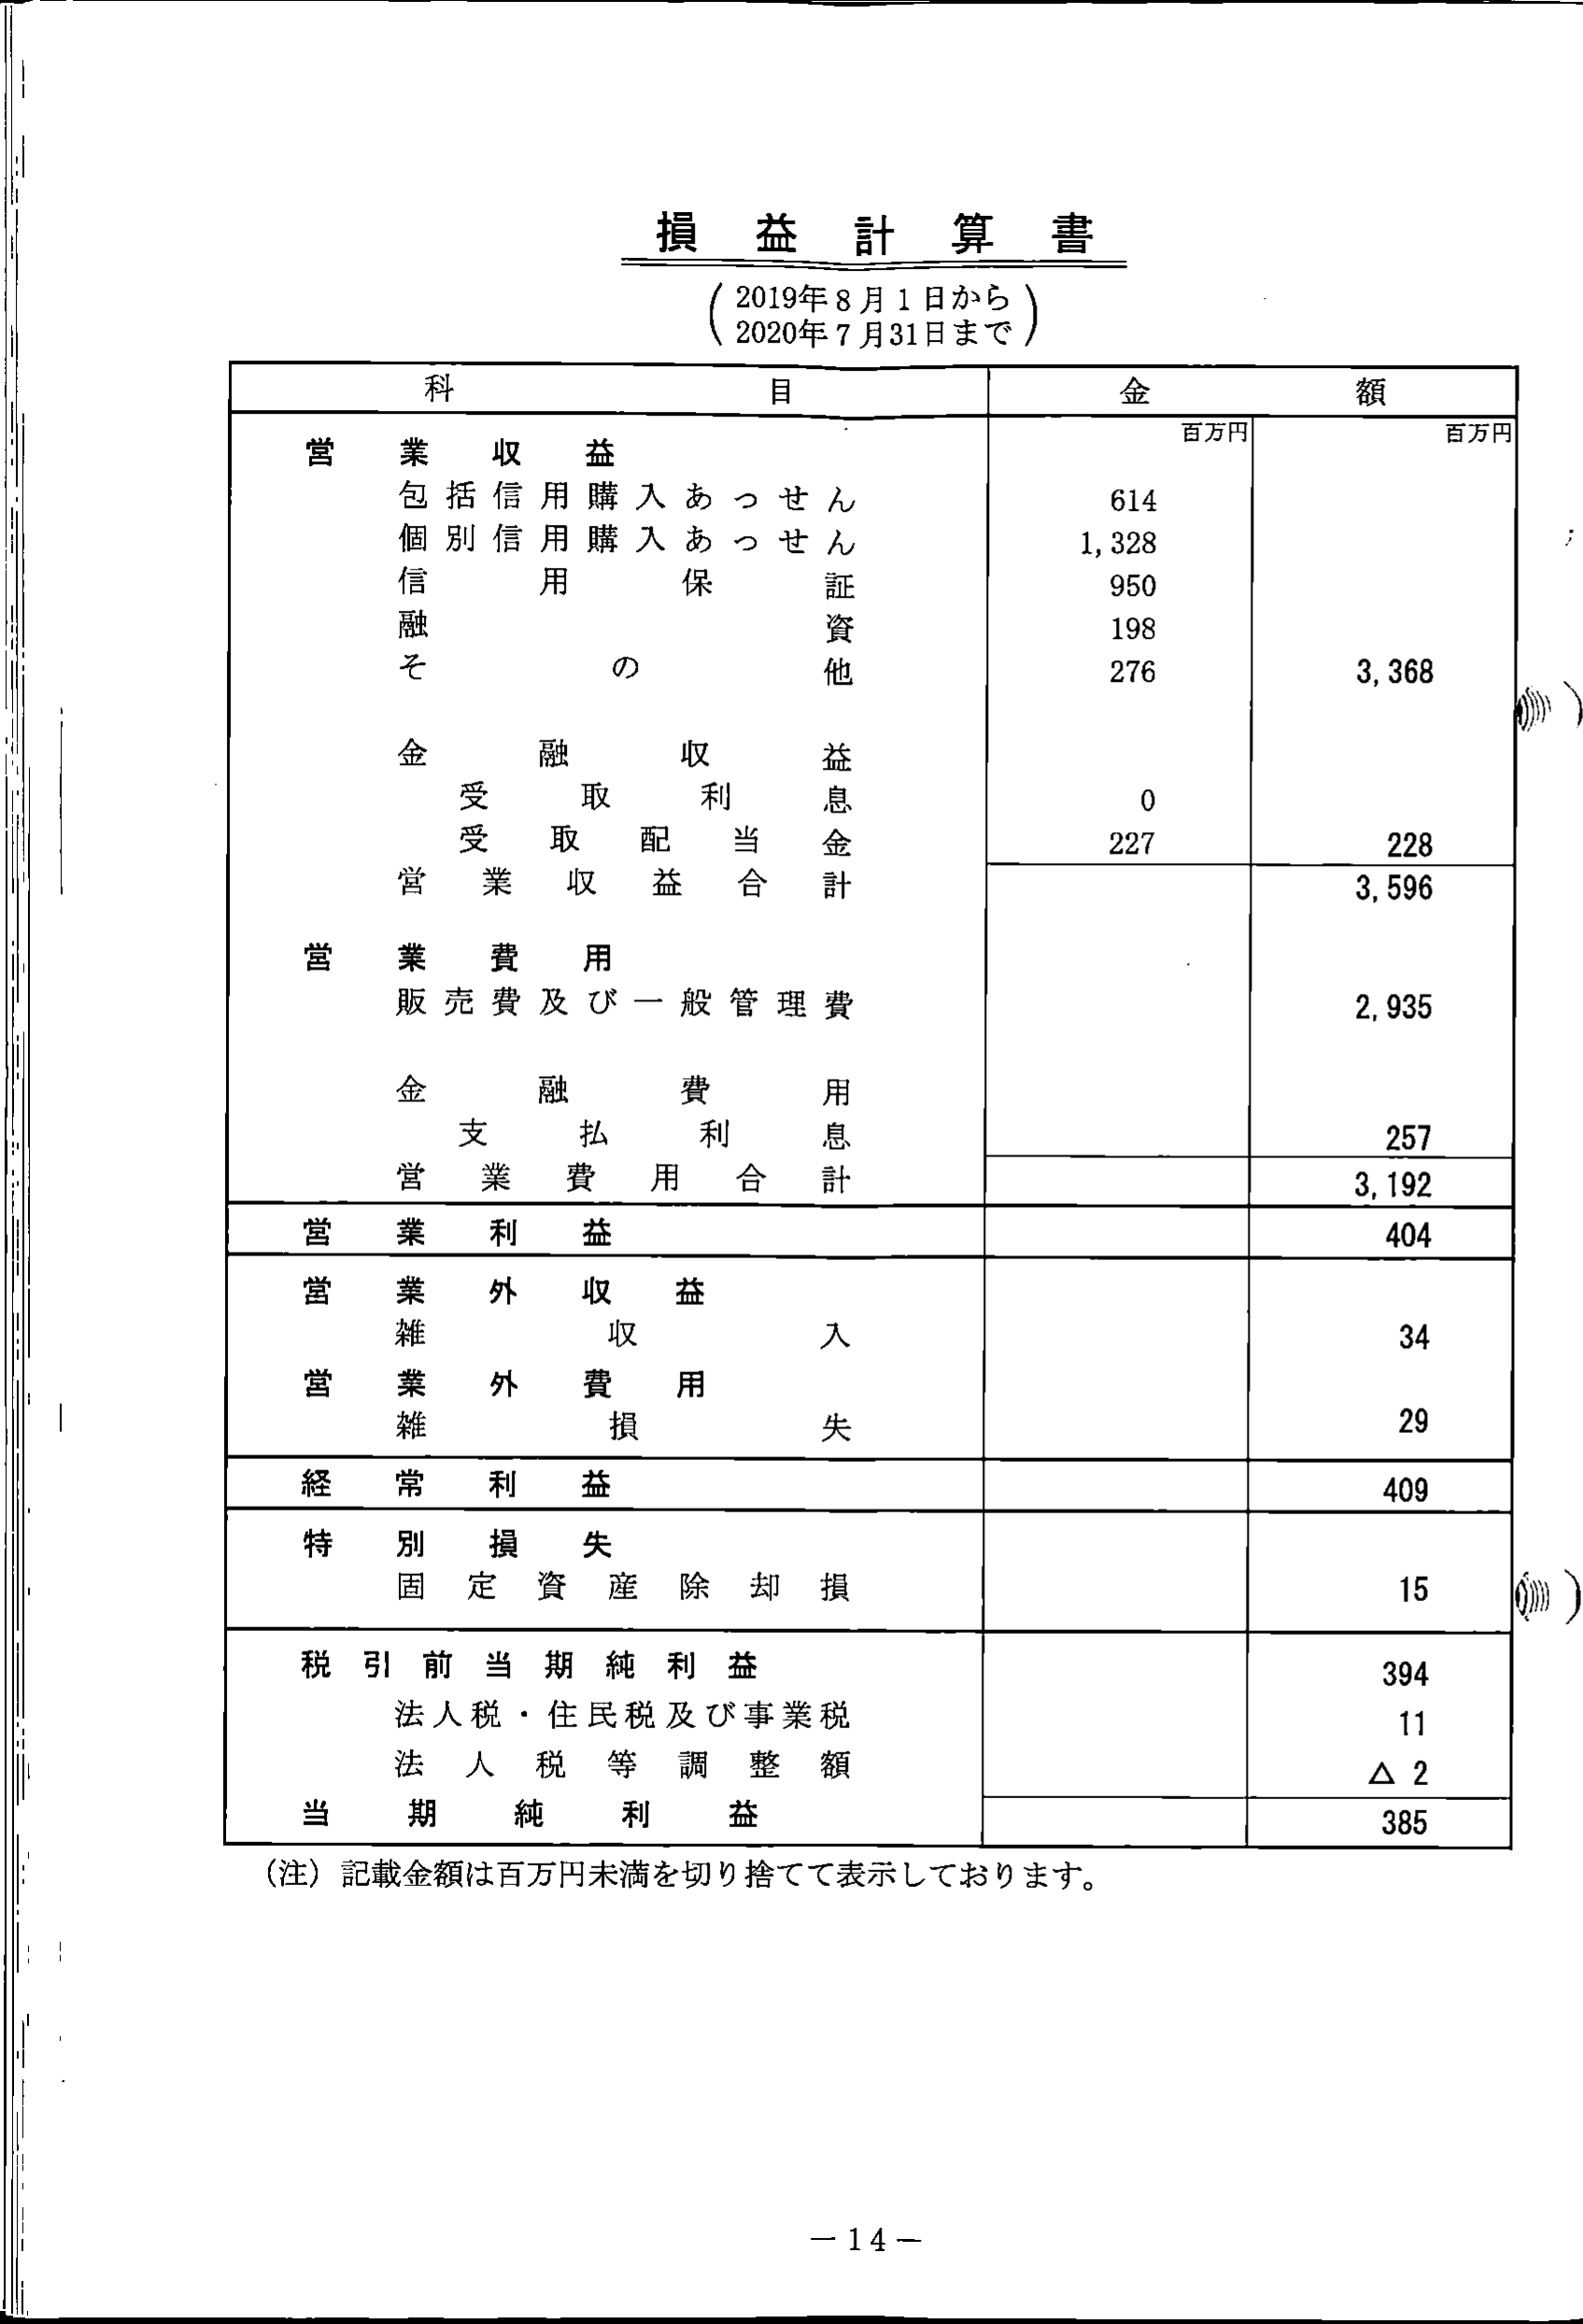 損益計算書
(2019年8月1日から
2020年7月31日まで)
科目 金額
百万円 百万円
営業収益
包括信用購入あっせん 614
個別信用購入あっせん 1,328
信用保証 950
融資 198
その他 276 3,368
金融収益
受取利息 0
受取配当金 227 228
営業収益合計 3,596
営業費用
販売費及び一般管理費 2,935
金融費用
支払利息 257
営業費用合計 3,192
営業利益 404
営業外収益
雑収入 34
営業外費用
雑損失 29
経常利益 409
特別損失
固定資産除却損 15
税引前当期純利益 394
法人税・住民税及び事業税 11
法人税等調整額 △2
当期純利益 385
（注）記載金額は百万円未満を切り捨てて表示しております。
－14－